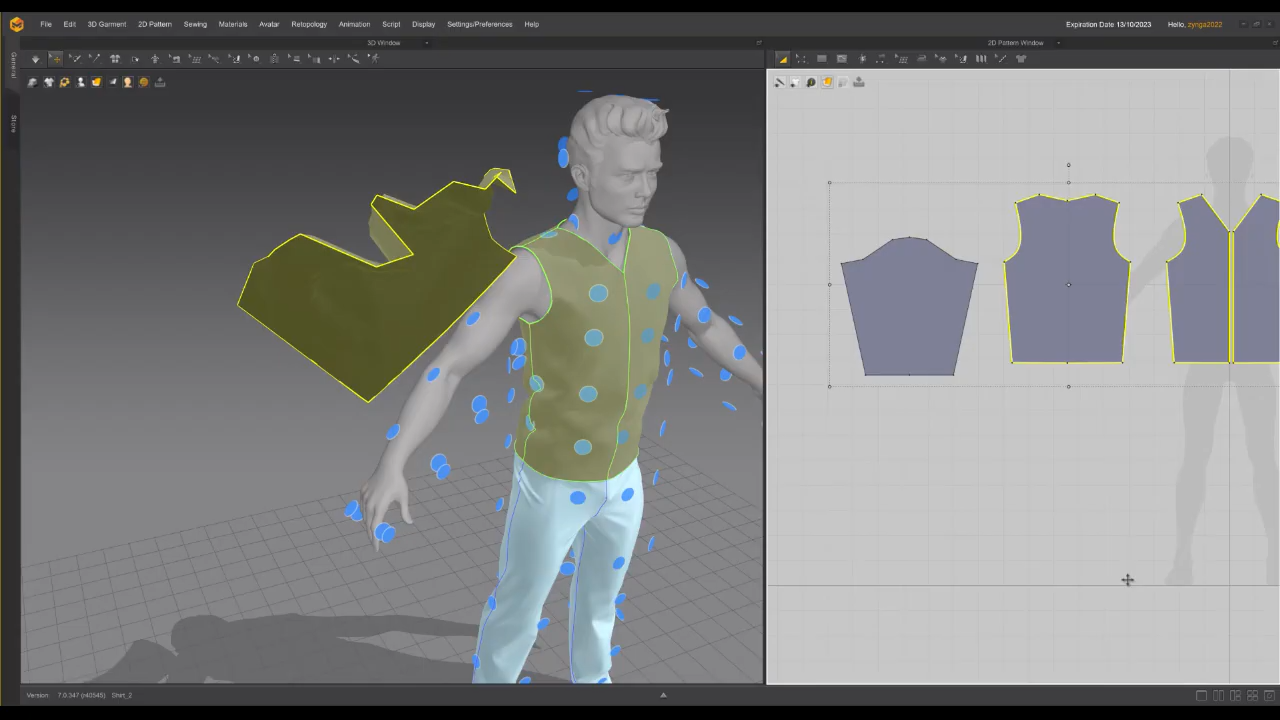 File Edit 3D Garment 2D Pattern Sewing Materials Avatar Retopology Animation Script Display Settings/Preferences Help
Expiration Date 13/10/2023 Hello, zynga2022
3D Window
2D Pattern Window
General
Store
Version: 7.0.347 (r40545) Shirt_2